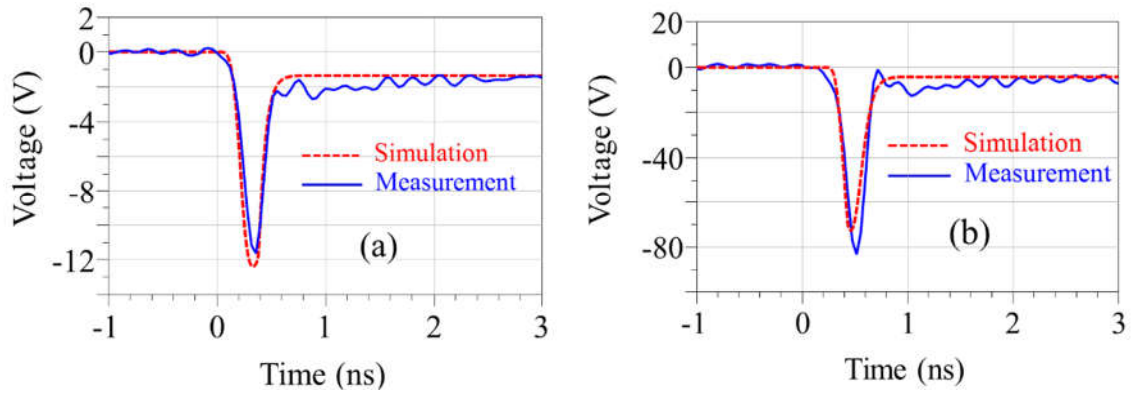 2
0
-4
-8
-12
Voltage (V)
Simulation
Measurement
(a)
-1
0
1
2
3
Time (ns)
20
0
-40
-80
Voltage (V)
Simulation
Measurement
(b)
-1
0
1
2
3
Time (ns)